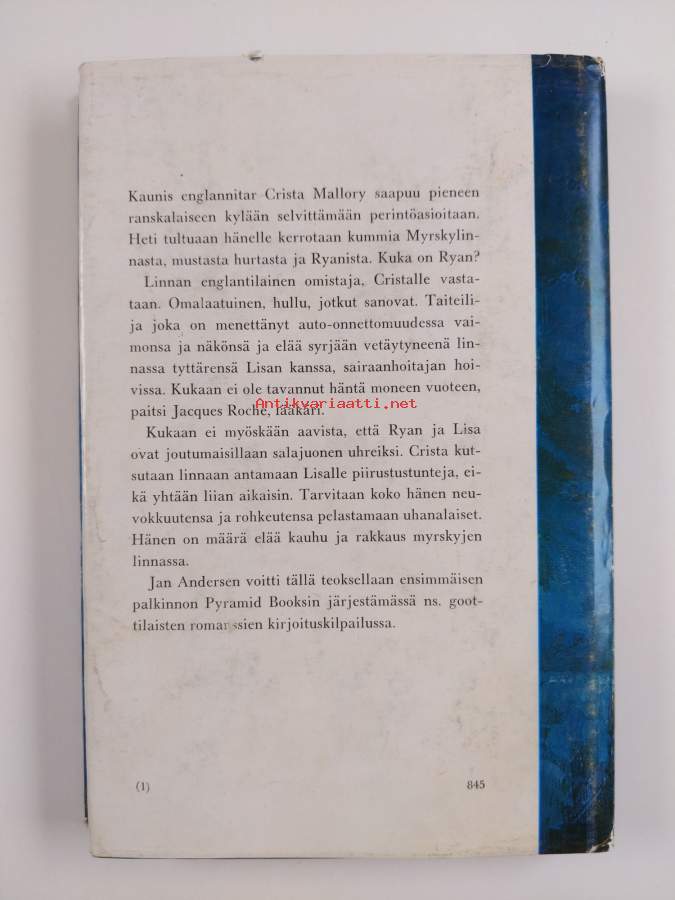 Kaunis englannitar Crista Mallory saapuu pieneen
ranskalaiseen kylään selvittämään perintöasioitaan.
Heti tultuaan hänelle kerrotaan kummia Myrskylin-
nasta, mustasta hurtasta ja Ryanista. Kuka on Ryan?
Linnan englantilainen omistaja, Cristalle vasta-
taan. Omalaatuinen, hullu, jotkut sanovat. Taiteili-
ja joka on menettänyt auto-onnettomuudessa vai-
monsa ja näkönsä ja elää syrjään vetäytyneenä lin-
nassa tyttärensä Lisan kanssa, sairaanhoitajan hoi-
vissa. Kukaan ei ole tavannut häntä moneen vuoteen,
paitsi Jacques Roche, lääkäri.
Antikvariaatti.net
Kukaan ei myöskään aavista, että Ryan ja Lisa
ovat joutumaisillaan salajuonen uhreiksi. Crista kut-
sutaan linnaan antamaan Lisalle piirustustunteja, ei-
kä yhtään liian aikaisin. Tarvitaan koko hänen neu-
vokkuutensa ja rohkeutensa pelastamaan uhanalaiset.
Hänen on määrä elää kauhu ja rakkaus myrskyjen
linnassa.
Jan Andersen voitti tällä teoksellaan ensimmäisen
palkinnon Pyramid Booksin järjestämässä ns. goot-
tilaisten romanssien kirjoituskilpailussa.
(1) 845